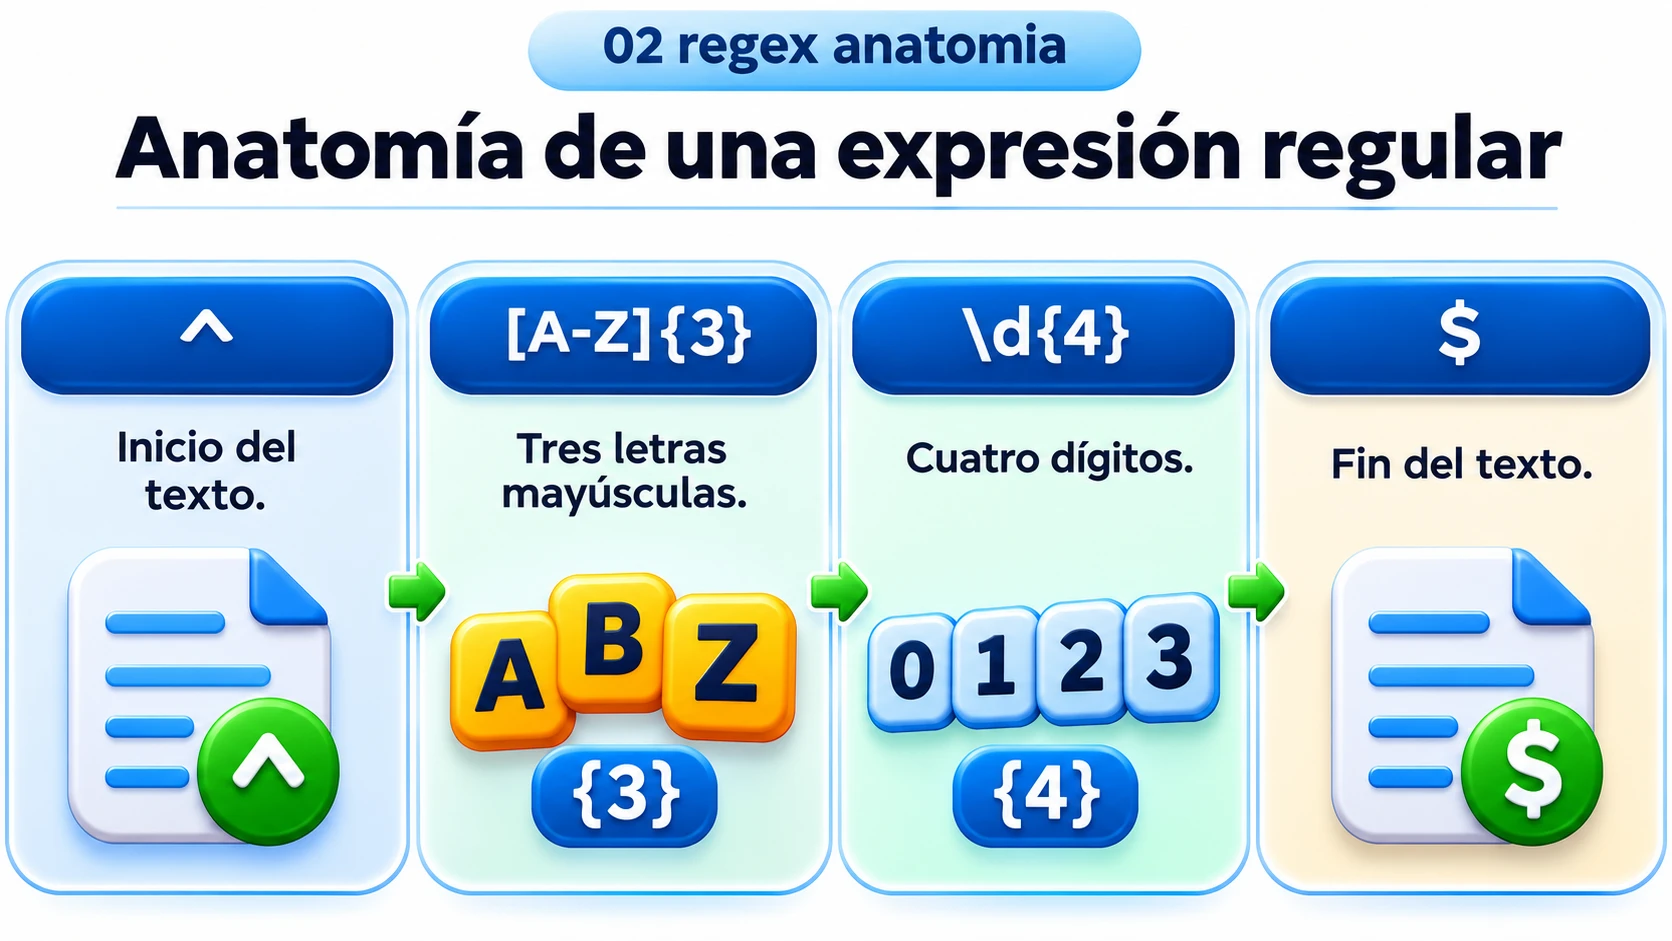 02 regex anatomia
Anatomía de una expresión regular
^
Inicio del
texto.
^
[A-Z]{3}
Tres letras
mayúsculas.
A B Z
{3}
\d{4}
Cuatro dígitos.
0 1 2 3
{4}
$
Fin del texto.
$